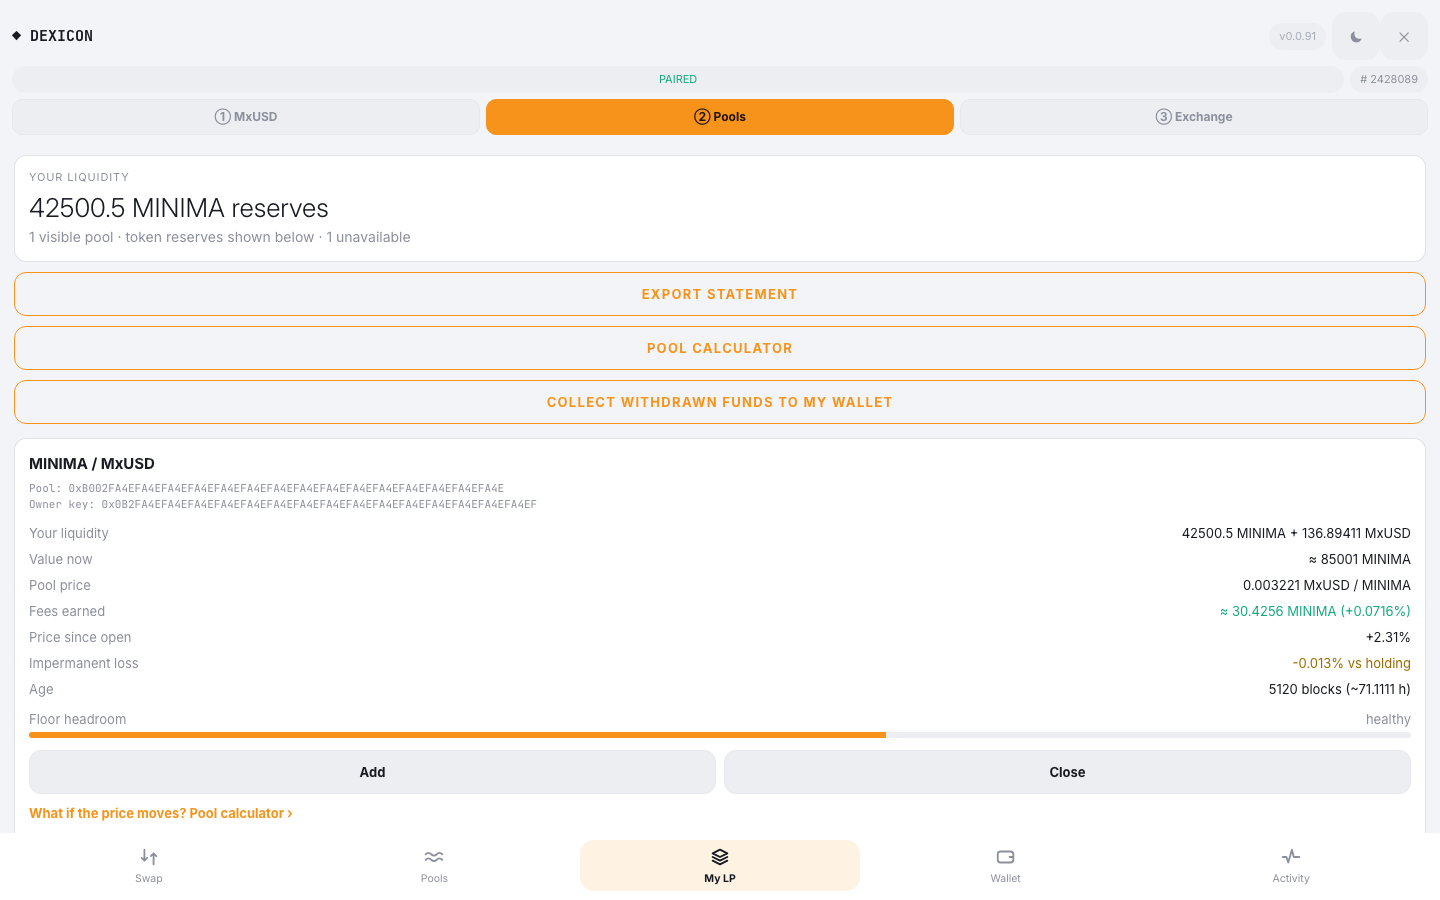 DEXICON
v0.0.91
PAIRED
# 2428089
1 MxUSD
2 Pools
3 Exchange
YOUR LIQUIDITY
42500.5 MINIMA reserves
1 visible pool · token reserves shown below · 1 unavailable
EXPORT STATEMENT
POOL CALCULATOR
COLLECT WITHDRAWN FUNDS TO MY WALLET
MINIMA / MxUSD
Pool: 0xB002FA4EFA4EFA4EFA4EFA4EFA4EFA4EFA4EFA4EFA4EFA4EFA4EFA4EFA4EFA4E
Owner key: 0x0B2FA4EFA4EFA4EFA4EFA4EFA4EFA4EFA4EFA4EFA4EFA4EFA4EFA4EFA4EFA4EF
Your liquidity 42500.5 MINIMA + 136.89411 MxUSD
Value now ≈ 85001 MINIMA
Pool price 0.003221 MxUSD / MINIMA
Fees earned ≈ 30.4256 MINIMA (+0.0716%)
Price since open +2.31%
Impermanent loss -0.013% vs holding
Age 5120 blocks (~71.1111 h)
Floor headroom healthy
Add
Close
What if the price moves? Pool calculator ›
Swap
Pools
My LP
Wallet
Activity